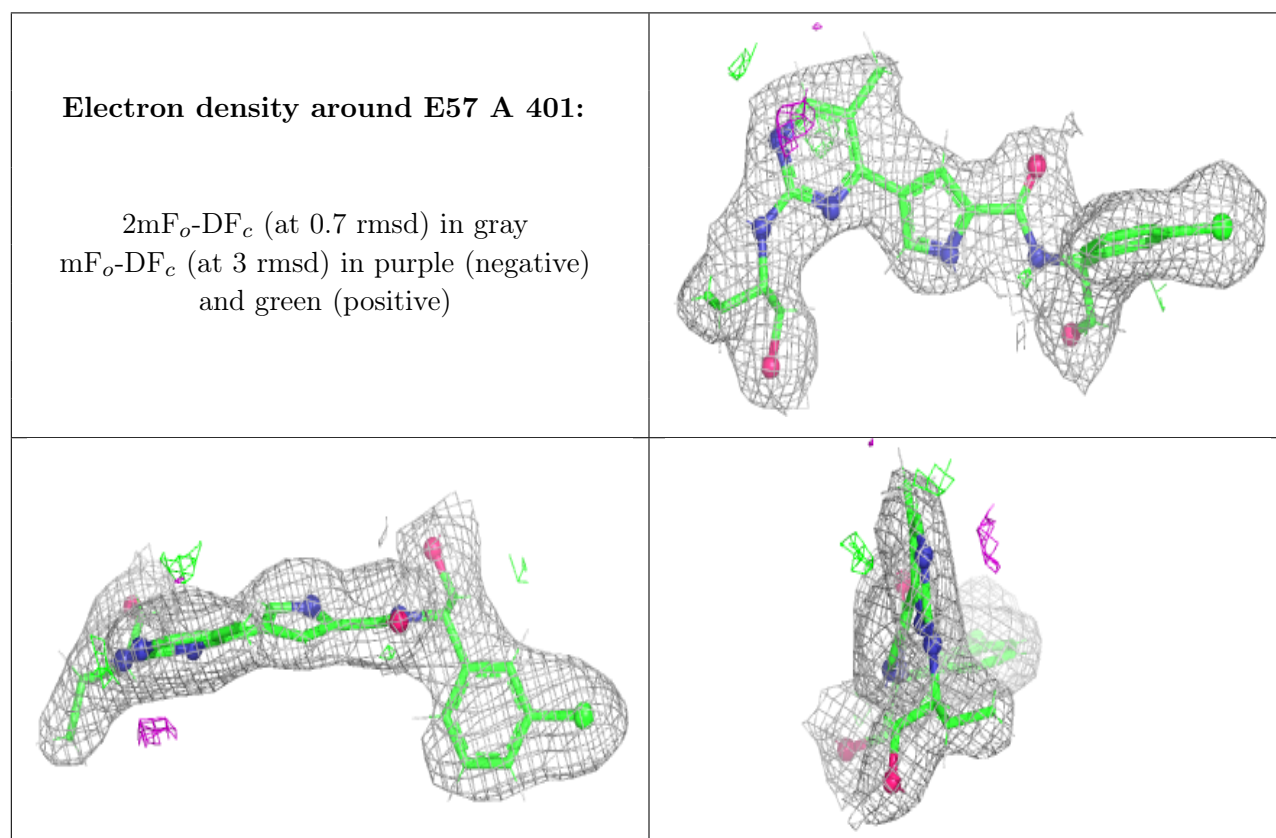 Electron density around E57 A 401:
2mFo-DFc (at 0.7 rmsd) in gray
mFo-DFc (at 3 rmsd) in purple (negative)
and green (positive)